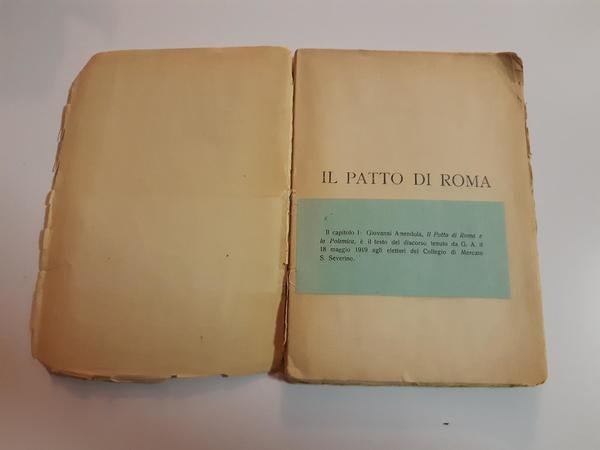 IL PATTO DI ROMA
Il capitolo I: Giovanni Amendola, Il Patto di Roma e
la Polemica, è il testo del discorso tenuto da G. A. il
18 maggio 1919 agli elettori del Collegio di Mercato
S. Severino.